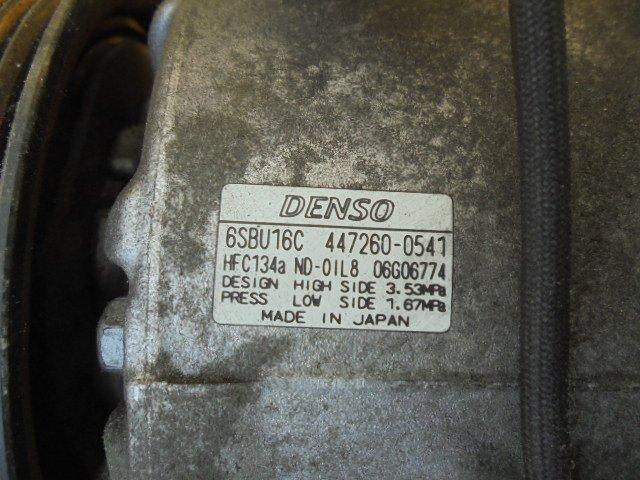 DENSO
6SBU16C 447260-0541
HFC134a ND-OIL8 06G06774
DESIGN HIGH SIDE 3.53MPa
PRESS LOW SIDE 1.67MPa
MADE IN JAPAN